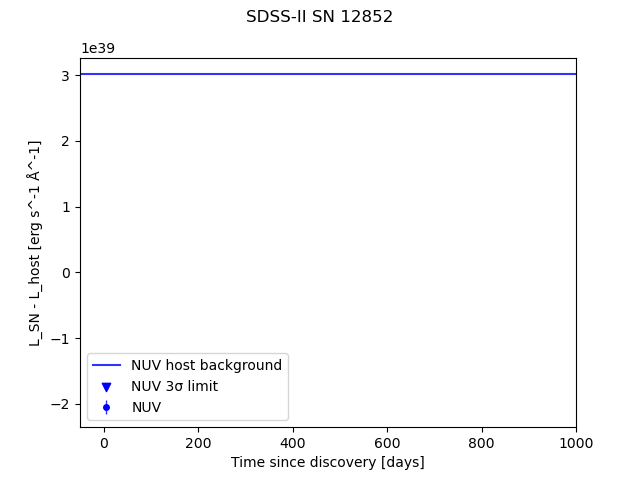 SDSS-II SN 12852
1e39
3
2
1
0
−1
−2
L_SN - L_host [erg s^-1 Å^-1]
NUV host background
NUV 3σ limit
NUV
0 200 400 600 800 1000
Time since discovery [days]